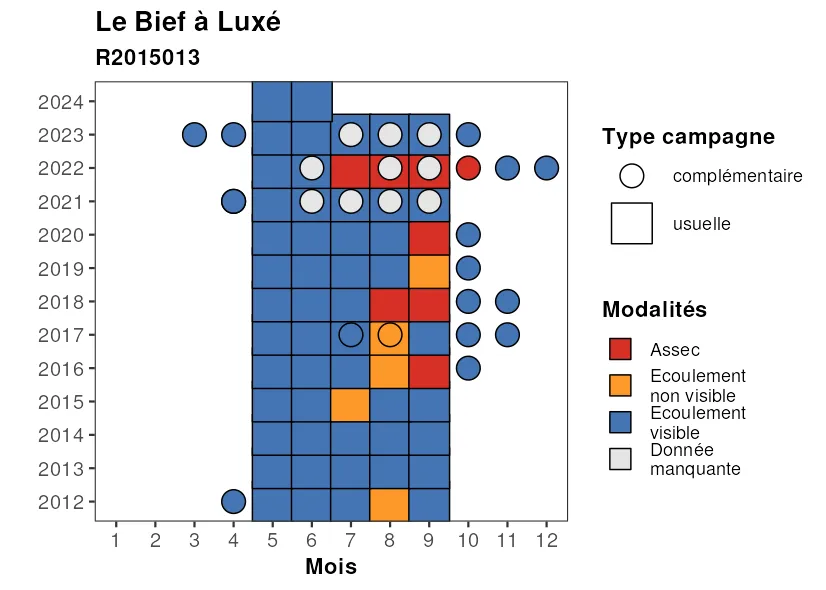 Le Bief à Luxé
R2015013
2024
2023
2022
2021
2020
2019
2018
2017
2016
2015
2014
2013
2012
1 2 3 4 5 6 7 8 9 10 11 12
Mois
Type campagne
complémentaire
usuelle
Modalités
Assec
Ecoulement
non visible
Ecoulement
visible
Donnée
manquante